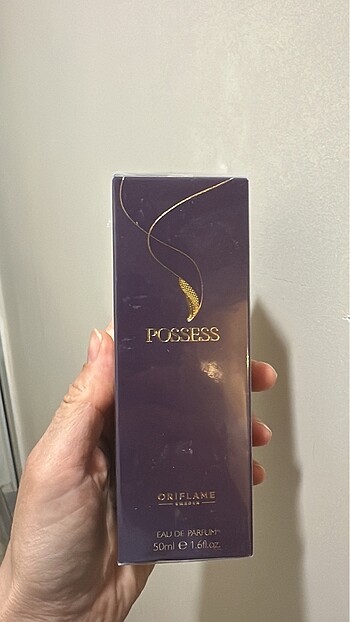 POSSESS
ORIFLAME
SWEDEN
EAU DE PARFUM
50ml ℮ 1.6fl.oz.